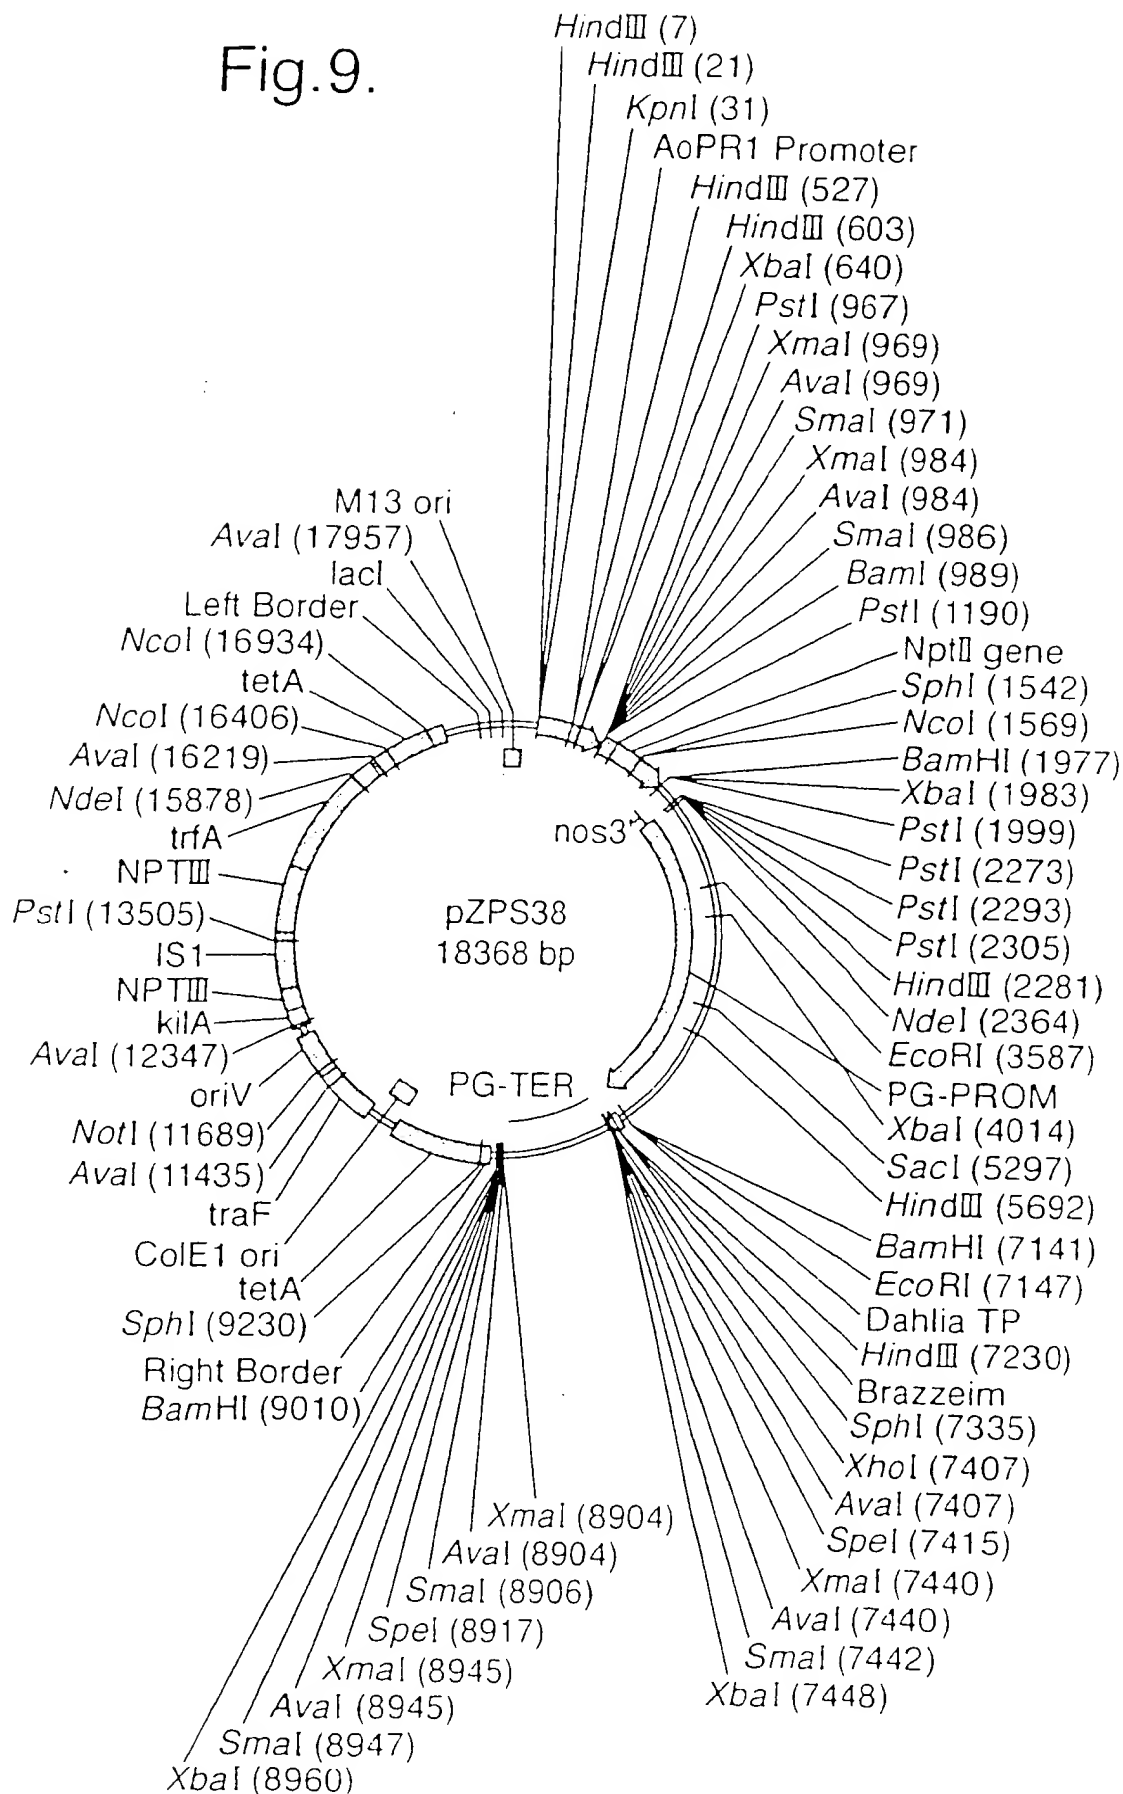 Fig.9.
HindIII (7)
HindIII (21)
KpnI (31)
AoPR1 Promoter
HindIII (527)
HindIII (603)
XbaI (640)
PstI (967)
XmaI (969)
AvaI (969)
SmaI (971)
XmaI (984)
AvaI (984)
SmaI (986)
BamI (989)
PstI (1190)
NptII gene
SphI (1542)
NcoI (1569)
BamHI (1977)
XbaI (1983)
PstI (1999)
PstI (2273)
PstI (2293)
PstI (2305)
HindIII (2281)
NdeI (2364)
EcoRI (3587)
PG-PROM
XbaI (4014)
SacI (5297)
HindIII (5692)
BamHI (7141)
EcoRI (7147)
Dahlia TP
HindIII (7230)
Brazzeim
SphI (7335)
XhoI (7407)
AvaI (7407)
SpeI (7415)
XmaI (7440)
AvaI (7440)
SmaI (7442)
XbaI (7448)
M13 ori
AvaI (17957)
lacI
Left Border
NcoI (16934)
tetA
NcoI (16406)
AvaI (16219)
NdeI (15878)
trfA
NPTIII
PstI (13505)
IS1
NPTIII
kilA
AvaI (12347)
oriV
NotI (11689)
AvaI (11435)
traF
ColE1 ori
tetA
SphI (9230)
Right Border
BamHI (9010)
XmaI (8904)
AvaI (8904)
SmaI (8906)
SpeI (8917)
XmaI (8945)
AvaI (8945)
SmaI (8947)
XbaI (8960)
nos3'
pZPS38
18368 bp
PG-TER